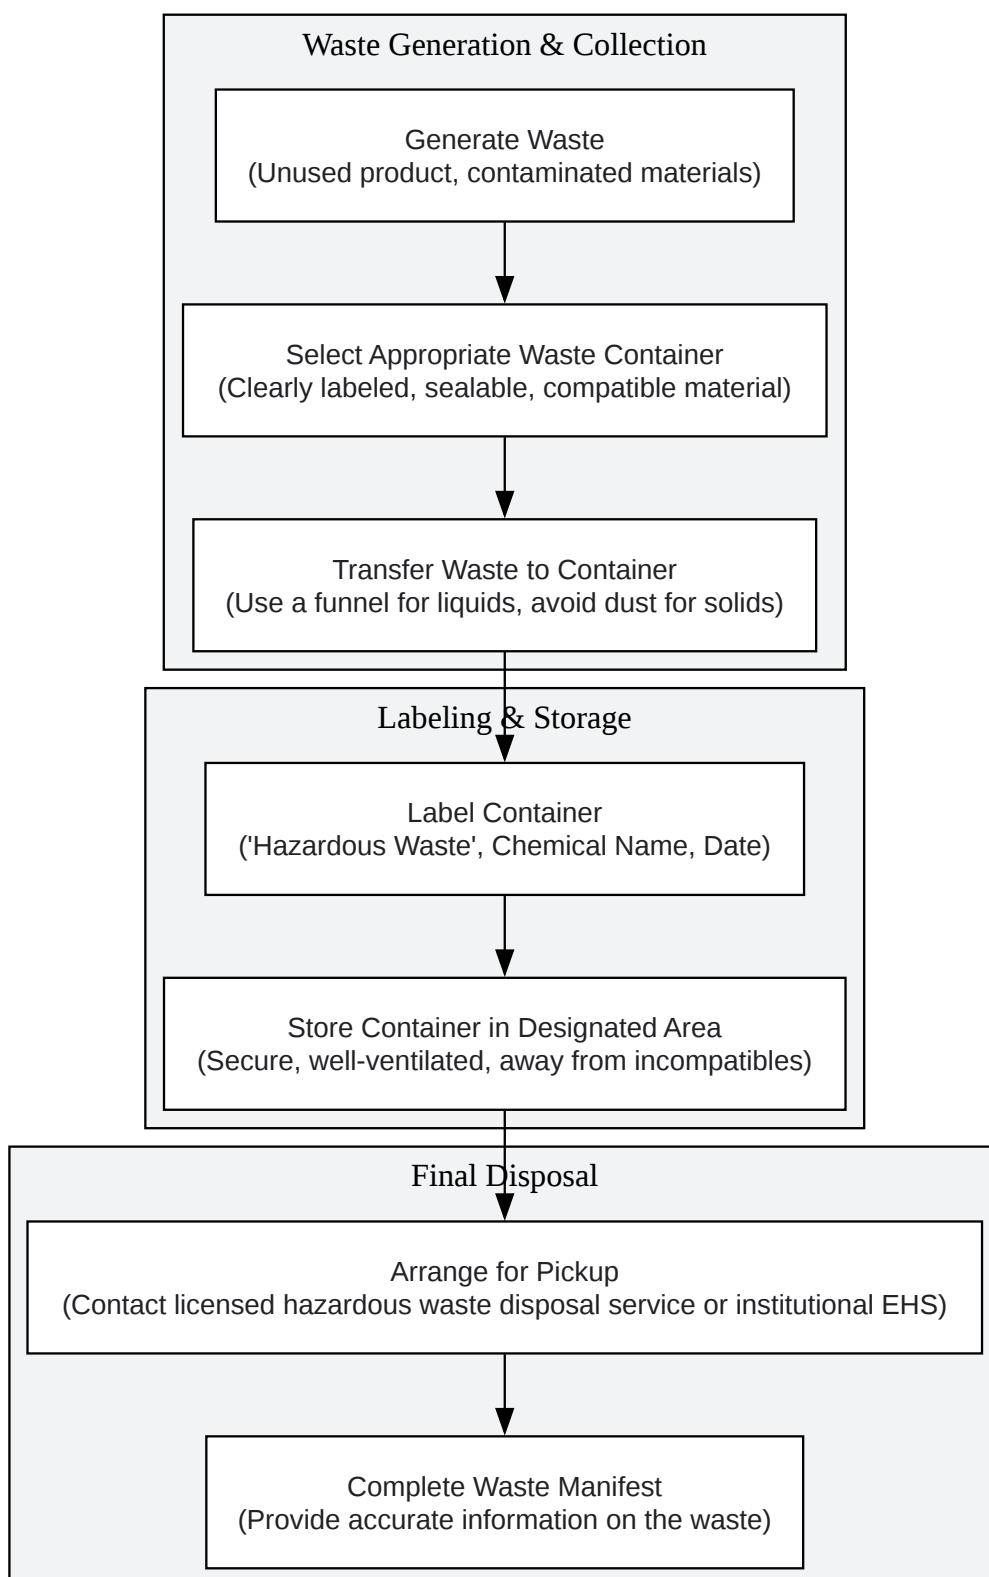 Waste Generation & Collection
Generate Waste
(Unused product, contaminated materials)
Select Appropriate Waste Container
(Clearly labeled, sealable, compatible material)
Transfer Waste to Container
(Use a funnel for liquids, avoid dust for solids)
Labeling & Storage
Label Container
('Hazardous Waste', Chemical Name, Date)
Store Container in Designated Area
(Secure, well-ventilated, away from incompatibles)
Final Disposal
Arrange for Pickup
(Contact licensed hazardous waste disposal service or institutional EHS)
Complete Waste Manifest
(Provide accurate information on the waste)